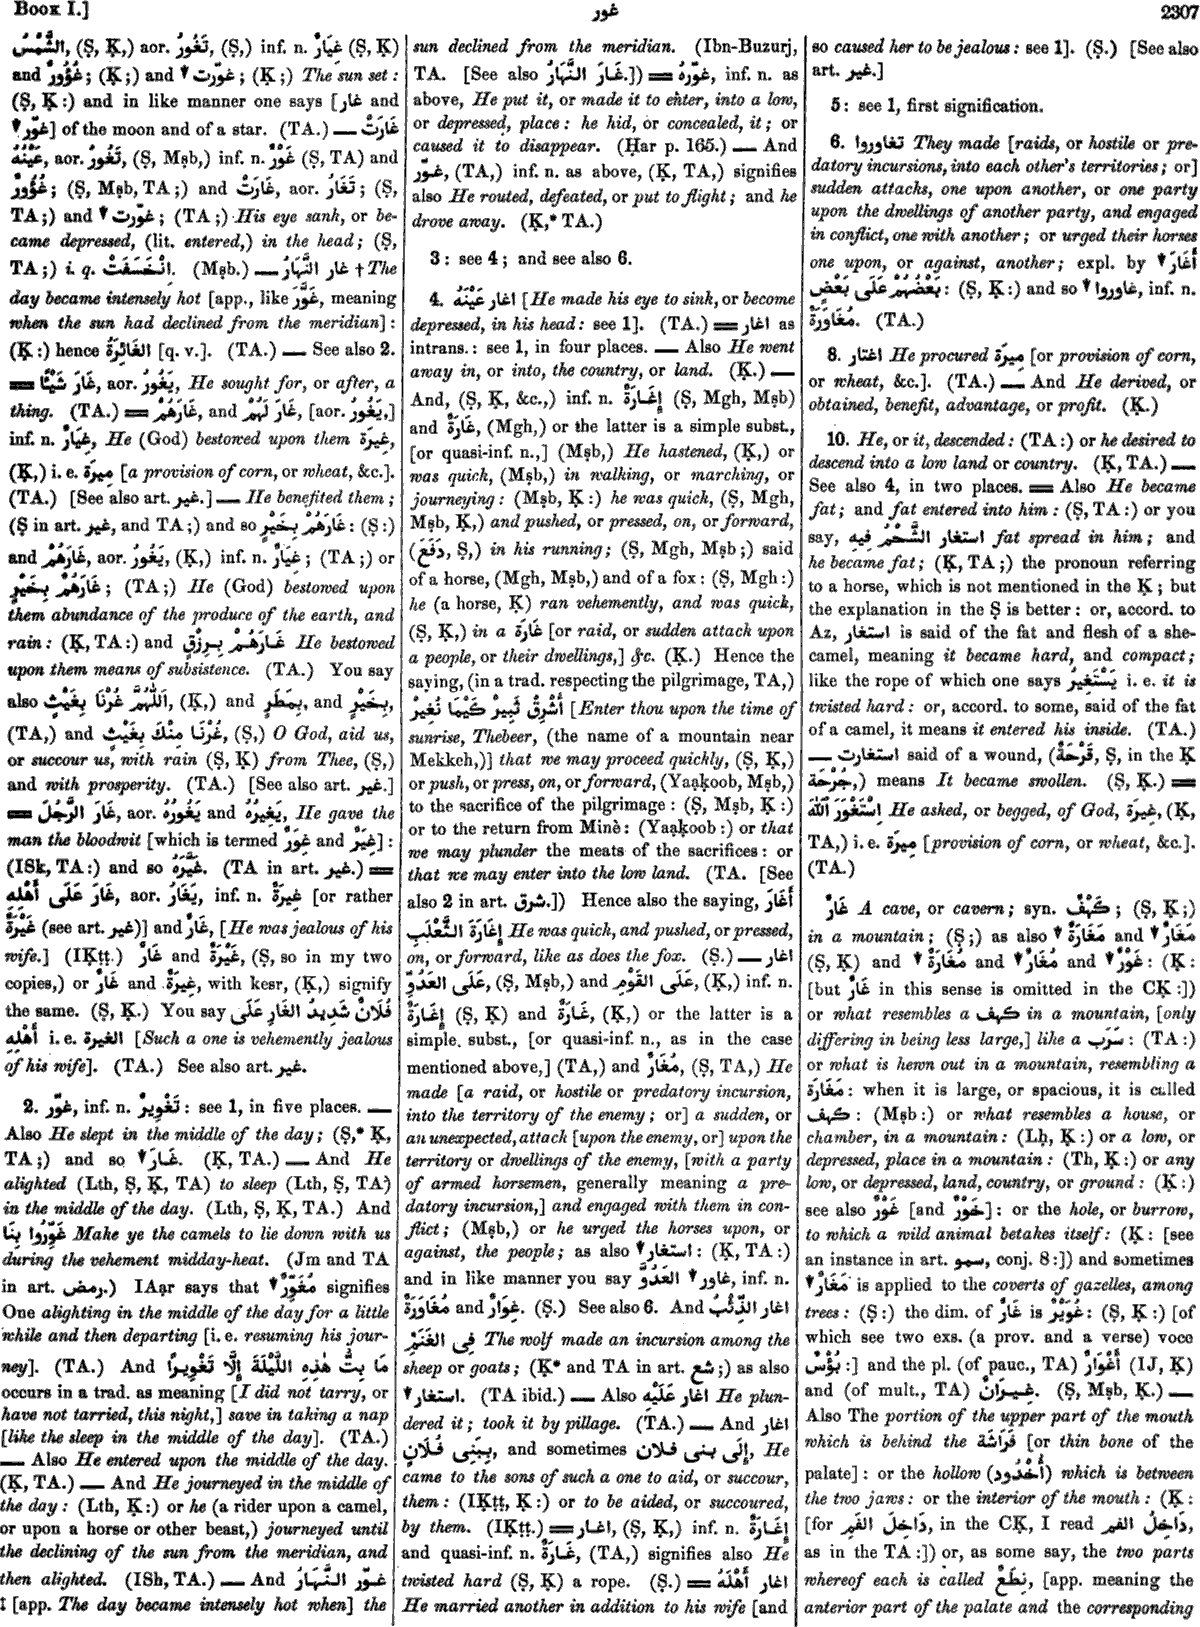 Book I.]
غور
2307
الشَّمْسُ, (Ṣ, Ḳ,) aor. تَغُورُ, (Ṣ,) inf. n. غِيَارٌ (Ṣ, Ḳ)
and غُؤُورٌ; (Ḳ;) and ▼ غوّرت; (Ḳ;) The sun set:
(Ṣ, Ḳ:) and in like manner one says [غار and
▼ غوّر] of the moon and of a star. (TA.) — غَارَتْ
عَيْنُهُ, aor. تَغُورُ, (Ṣ, Mṣb,) inf. n. غَوْرٌ (Ṣ, TA) and
غُؤُورٌ; (Ṣ, Mṣb, TA;) and غَارَتْ, aor. تَغَارُ; (Ṣ,
TA;) and ▼ غوّرت; (TA;) His eye sank, or be-
came depressed, (lit. entered,) in the head; (Ṣ,
TA;) i. q. اِنْخَسَفَتْ. (Mṣb.) — غار النَّهَارُ † The
day became intensely hot [app., like غَوَّرَ, meaning
when the sun had declined from the meridian]:
(Ḳ:) hence الغَائِرَةُ [q. v.]. (TA.) — See also 2.
═ غَارَ شَيْئًا, aor. يَغُورُ, He sought for, or after, a
thing. (TA.) ═ غَارَهُمْ, and غَارَ لَهُمْ, [aor. يَغُورُ,]
inf. n. غِيَارٌ, He (God) bestowed upon them غِيرَة,
(Ḳ,) i. e. مِيرة [a provision of corn, or wheat, &c.].
(TA.) [See also art. غير.] — He benefited them;
(Ṣ in art. غير, and TA;) and so غَارَهُمْ بِخَيْرٍ: (Ṣ:)
and غَارَهُمْ, aor. يَغُورُ, (Ḳ,) inf. n. غِيَارٌ; (TA;) or
غَارَهُمْ بِخَيْرٍ; (TA;) He (God) bestowed upon
them abundance of the produce of the earth, and
rain: (Ḳ, TA:) and غَارَهُمْ بِرِزْقٍ He bestowed
upon them means of subsistence. (TA.) You say
also اَللّٰهُمَّ غُرْنَا بِغَيْثٍ, (Ḳ,) and بِمَطَرٍ, and بِخَيْرٍ,
(TA,) and غُرْنَا مِنْكَ بِغَيْثٍ, (Ṣ,) O God, aid us,
or succour us, with rain (Ṣ, Ḳ) from Thee, (Ṣ,)
and with prosperity. (TA.) [See also art. غير.]
═ غَارَ الرَّجُلَ, aor. يَغُورُهُ and يَغِيرُهُ, He gave the
man the bloodwit [which is termed غِوَرٌ and غِيَرٌ]:
(ISk, TA:) and so غَيَّرَهُ. (TA in art. غير.) ═
غَارَ عَلَى أَهْلِهِ, aor. يَغَارُ, inf. n. غِيرَةٌ [or rather
غَيْرَةٌ (see art. غير)] and غَارٌ, [He was jealous of his
wife.] (IḲṭṭ.) غَارٌ and غَيْرَةٌ, (Ṣ, so in my two
copies,) or غَارٌ and غِيرَةٌ, with kesr, (Ḳ,) signify
the same. (Ṣ, Ḳ.) You say فُلَانٌ شَدِيدُ الغَارِ عَلَى
أَهْلِهِ i. e. الغيرة [Such a one is vehemently jealous
of his wife]. (TA.) See also art. غير.
2. غوّر, inf. n. تَغْوِيرٌ: see 1, in five places. —
Also He slept in the middle of the day; (Ṣ,* Ḳ,
TA;) and so ▼ غَارَ. (Ḳ, TA.) — And He
alighted (Lth, Ṣ, Ḳ, TA) to sleep (Lth, Ṣ, TA)
in the middle of the day. (Lth, Ṣ, Ḳ, TA.) And
غَوِّرُوا بِنَا Make ye the camels to lie down with us
during the vehement midday-heat. (Jm and TA
in art. رمض.) IAạr says that ▼ مُغَوِّرٌ signifies
One alighting in the middle of the day for a little
while and then departing [i. e. resuming his jour-
ney]. (TA.) And مَا بِتُّ هٰذِهِ اللَّيْلَةَ إِلَّا تَغْوِيرًا
occurs in a trad. as meaning [I did not tarry, or
have not tarried, this night,] save in taking a nap
[like the sleep in the middle of the day]. (TA.)
— Also He entered upon the middle of the day.
(Ḳ, TA.) — And He journeyed in the middle of
the day: (Lth, Ḳ:) or he (a rider upon a camel,
or upon a horse or other beast,) journeyed until
the declining of the sun from the meridian, and
then alighted. (ISh, TA.) — And غَوَّرَ النَّهَارُ
‡ [app. The day became intensely hot when] the
sun declined from the meridian. (Ibn-Buzurj,
TA. [See also غَارَ النَّهَارُ.]) ═ غوّرهُ, inf. n. as
above, He put it, or made it to enter, into a low,
or depressed, place: he hid, or concealed, it; or
caused it to disappear. (Ḥar p. 165.) — And
غوّر, (TA,) inf. n. as above, (Ḳ, TA,) signifies
also He routed, defeated, or put to flight; and he
drove away. (Ḳ,* TA.)
3: see 4; and see also 6.
4. اغار عَيْنَهُ [He made his eye to sink, or become
depressed, in his head: see 1]. (TA.) ═ اغار as
intrans.: see 1, in four places. — Also He went
away in, or into, the country, or land. (Ḳ.) —
And, (Ṣ, Ḳ, &c.,) inf. n. إِغَارَةٌ (Ṣ, Mgh, Mṣb)
and غَارَةٌ, (Mgh,) or the latter is a simple subst.,
[or quasi-inf. n.,] (Mṣb,) He hastened, (Ḳ,) or
was quick, (Mṣb,) in walking, or marching, or
journeying: (Mṣb, Ḳ:) he was quick, (Ṣ, Mgh,
Mṣb, Ḳ,) and pushed, or pressed, on, or forward,
(دَفَعَ, Ṣ,) in his running; (Ṣ, Mgh, Mṣb;) said
of a horse, (Mgh, Mṣb,) and of a fox: (Ṣ, Mgh:)
he (a horse, Ḳ) ran vehemently, and was quick,
(Ṣ, Ḳ,) in a غَارَة [or raid, or sudden attack upon
a people, or their dwellings,] &c. (Ḳ.) Hence the
saying, (in a trad. respecting the pilgrimage, TA,)
أَشْرِقْ ثَبِيرُ كَيْمَا نُغِيرَ [Enter thou upon the time of
sunrise, Thebeer, (the name of a mountain near
Mekkeh,)] that we may proceed quickly, (Ṣ, Ḳ,)
or push, or press, on, or forward, (Yaạḳoob, Mṣb,)
to the sacrifice of the pilgrimage: (Ṣ, Mṣb, Ḳ:)
or to the return from Minè: (Yaạḳoob:) or that
we may plunder the meats of the sacrifices: or
that we may enter into the low land. (TA. [See
also 2 in art. شرق.]) Hence also the saying, أَغَارَ
إِغَارَةَ الثَّعْلَبِ He was quick, and pushed, or pressed,
on, or forward, like as does the fox. (Ṣ.) — اغار
عَلَى العَدُوِّ, (Ṣ, Mṣb,) and عَلَى القَوْمِ, (Ḳ,) inf. n.
إِغَارَةٌ (Ṣ, Ḳ) and غَارَةٌ, (Ḳ,) or the latter is a
simple subst., [or quasi-inf. n., as in the case
mentioned above,] (TA,) and مُغَارٌ, (Ṣ, TA,) He
made [a raid, or hostile or predatory incursion,
into the territory of the enemy; or] a sudden, or
an unexpected, attack [upon the enemy, or] upon the
territory or dwellings of the enemy, [with a party
of armed horsemen, generally meaning a pre-
datory incursion,] and engaged with them in con-
flict; (Mṣb,) or he urged the horses upon, or
against, the people; as also ▼ استغار: (Ḳ, TA:)
and in like manner you say ▼ غاور العَدُوَّ, inf. n.
مُغَاوَرَةٌ and غِوَارٌ. (Ṣ.) See also 6. And اغار الذِّئْبُ
فِى الغَنَمِ The wolf made an incursion among the
sheep or goats; (Ḳ* and TA in art. شع;) as also
▼ استغار. (TA ibid.) — Also اغار عَلَيْهِ He plun-
dered it; took it by pillage. (TA.) — And اغار
بِبَنِى فُلَانٍ, and sometimes إِلَى بنى فلان, He
came to the sons of such a one to aid, or succour,
them: (IḲṭṭ, Ḳ:) or to be aided, or succoured,
by them. (IḲṭṭ.) ═ اغار, (Ṣ, Ḳ,) inf. n. إِغَارَةٌ
and quasi-inf. n. غَارَةٌ, (TA,) signifies also He
twisted hard (Ṣ, Ḳ) a rope. (Ṣ.) ═ اغار أَهْلَهُ
He married another in addition to his wife [and
so caused her to be jealous: see 1]. (Ṣ.) [See also
art. غير.]
5: see 1, first signification.
6. تغاوروا They made [raids, or hostile or pre-
datory incursions, into each other's territories; or]
sudden attacks, one upon another, or one party
upon the dwellings of another party, and engaged
in conflict, one with another; or urged their horses
one upon, or against, another; expl. by ▼ أَغَارَ
بَعْضُهُمْ عَلَى بَعْضٍ: (Ṣ, Ḳ:) and so ▼ غاوروا, inf. n.
مُغَاوَرَةٌ. (TA.)
8. اغتار He procured مِيرَة [or provision of corn,
or wheat, &c.]. (TA.) — And He derived, or
obtained, benefit, advantage, or profit. (Ḳ.)
10. He, or it, descended: (TA:) or he desired to
descend into a low land or country. (Ḳ, TA.) —
See also 4, in two places. ═ Also He became
fat; and fat entered into him: (Ṣ, TA:) or you
say, استغار الشَّحْمُ فِيهِ fat spread in him; and
he became fat; (Ḳ, TA;) the pronoun referring
to a horse, which is not mentioned in the Ḳ; but
the explanation in the Ṣ is better: or, accord. to
Az, استغار is said of the fat and flesh of a she-
camel, meaning it became hard, and compact;
like the rope of which one says يَسْتَغِيرُ i. e. it is
twisted hard: or, accord. to some, said of the fat
of a camel, it means it entered his inside. (TA.)
— استغارت said of a wound, (قَرْحَةٌ, Ṣ, in the Ḳ
جُرْحَة,) means It became swollen. (Ṣ, Ḳ.) ═
اِسْتَغْوَرَ اللّٰهَ He asked, or begged, of God, غِيرَة, (Ḳ,
TA,) i. e. مِيرَة [provision of corn, or wheat, &c.].
(TA.)
غَارٌ A cave, or cavern; syn. كَهْفٌ; (Ṣ, Ḳ;)
in a mountain; (Ṣ;) as also ▼ مَغَارَةٌ and ▼ مَغَارٌ
(Ṣ, Ḳ) and ▼ مُغَارَةٌ and ▼ مُغَارٌ and ▼ غَوْرٌ: (Ḳ:
[but غَارٌ in this sense is omitted in the CḲ:])
or what resembles a كهف in a mountain, [only
differing in being less large,] like a سَرَب: (TA:)
or what is hewn out in a mountain, resembling a
مَغَارَة: when it is large, or spacious, it is called
كهف: (Mṣb:) or what resembles a house, or
chamber, in a mountain: (Lḥ, Ḳ:) or a low, or
depressed, place in a mountain: (Th, Ḳ:) or any
low, or depressed, land, country, or ground: (Ḳ:)
see also غَوْرٌ [and خَوْرٌ]: or the hole, or burrow,
to which a wild animal betakes itself: (Ḳ: [see
an instance in art. سمو, conj. 8:]) and sometimes
▼ مَغَارٌ is applied to the coverts of gazelles, among
trees: (Ṣ:) the dim. of غَارٌ is غُوَيْرٌ: (Ṣ, Ḳ:) [of
which see two exs. (a prov. and a verse) voce
بُؤْسٌ:] and the pl. (of pauc., TA) أَغْوَارٌ (IJ, Ḳ)
and (of mult., TA) غِيرَانٌ. (Ṣ, Mṣb, Ḳ.) —
Also The portion of the upper part of the mouth
which is behind the فَرَاشَة [or thin bone of the
palate]: or the hollow (أُخْدُود) which is between
the two jaws: or the interior of the mouth: (Ḳ:
[for دَاخِلَ الفَمِ, in the CḲ, I read دَاخِلُ الفم,
as in the TA:]) or, as some say, the two parts
whereof each is called نِطَعٌ, [app. meaning the
anterior part of the palate and the corresponding